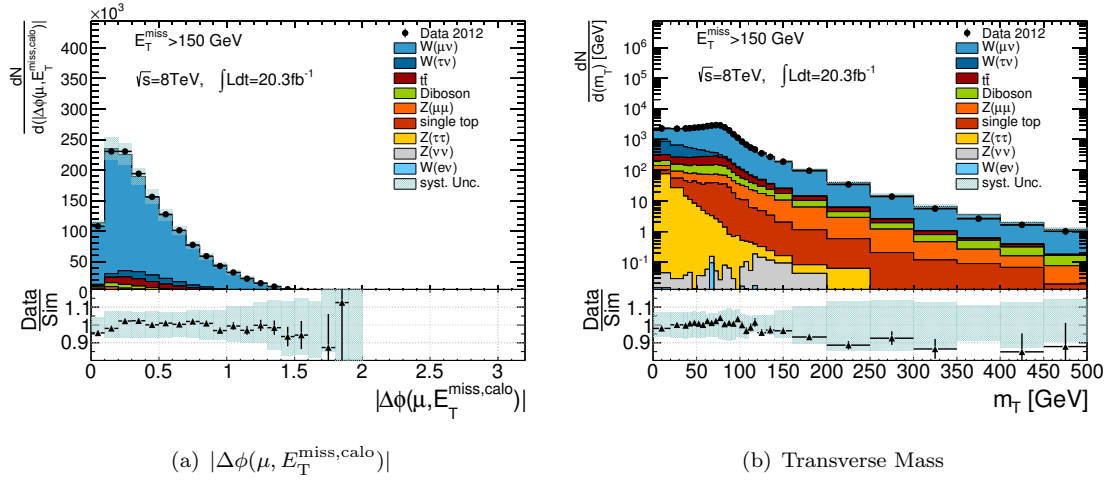 ×10³
dN
d(|Δϕ(μ,E_T^{miss,calo})|
400
350
300
250
200
150
100
50
0
E_T^{miss}>150 GeV
√s=8TeV, ∫Ldt=20.3fb⁻¹
Data 2012
W(μν)
W(τν)
tt̄
Diboson
Z(μμ)
single top
Z(ττ)
Z(νν)
W(eν)
syst. Unc.
Data
Sim
1.1
1
0.9
0 0.5 1 1.5 2 2.5 3
|Δϕ(μ,E_T^{miss,calo})|
(a) |Δϕ(μ, E_T^{miss,calo})|
dN
d(m_T) [GeV]
10⁶
10⁵
10⁴
10³
10²
10
1
10⁻¹
E_T^{miss}>150 GeV
√s=8TeV, ∫Ldt=20.3fb⁻¹
Data 2012
W(μν)
W(τν)
tt̄
Diboson
Z(μμ)
single top
Z(ττ)
Z(νν)
W(eν)
syst. Unc.
Data
Sim
1.1
1
0.9
0 50 100 150 200 250 300 350 400 450 500
m_T [GeV]
(b) Transverse Mass